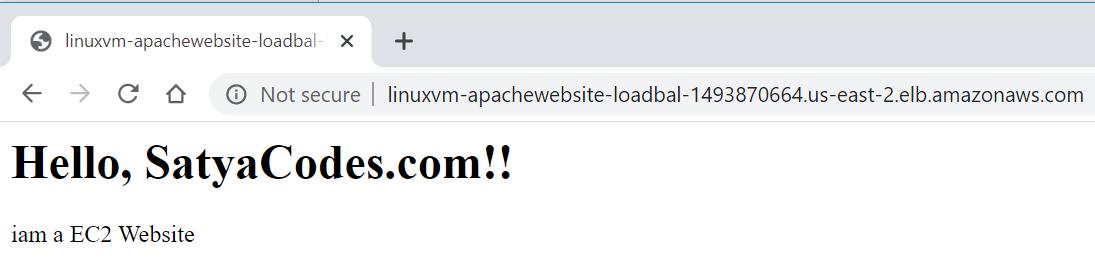 linuxvm-apachewebsite-loadbal-
Not secure | linuxvm-apachewebsite-loadbal-1493870664.us-east-2.elb.amazonaws.com
Hello, SatyaCodes.com!!
iam a EC2 Website